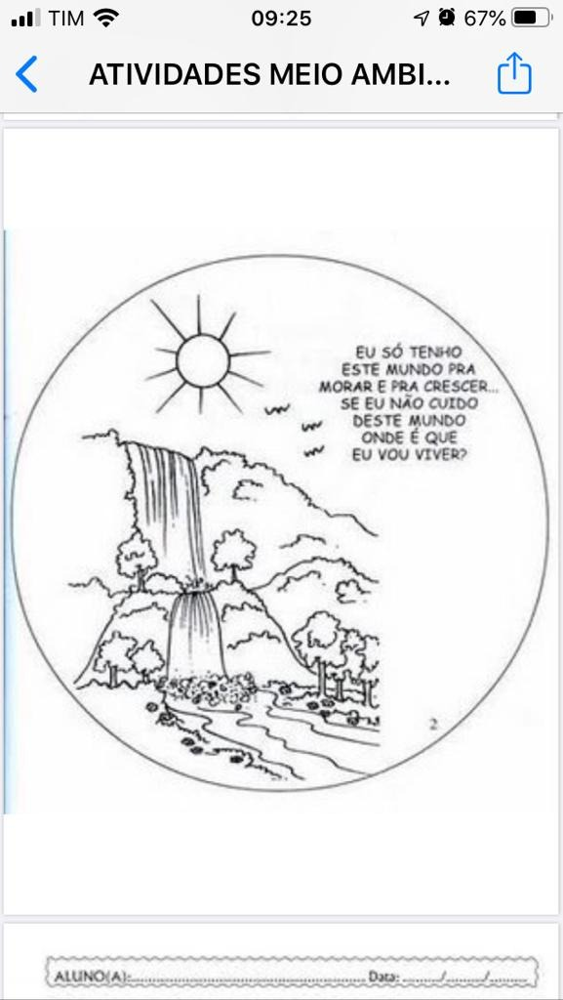 TIM 09:25 67%
ATIVIDADES MEIO AMBI...
EU SÓ TENHO
ESTE MUNDO PRA
MORAR E PRA CRESCER...
SE EU NÃO CUIDO
DESTE MUNDO
ONDE É QUE
EU VOU VIVER?
2
ALUNO(A):........................................................ Data: ........./........./.........